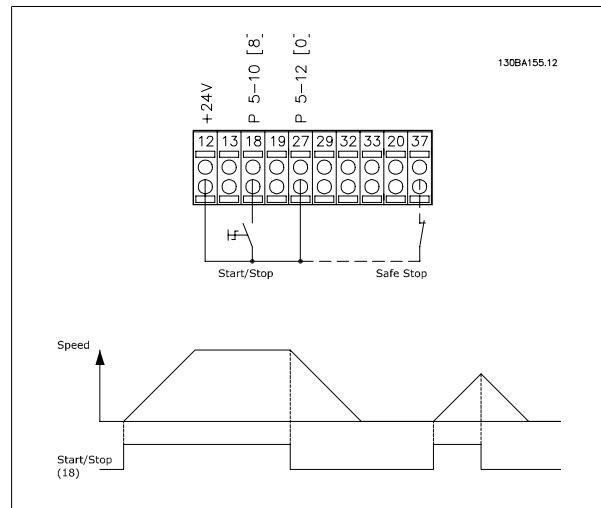 130BA155.12
+24V
P 5-10 [8]
P 5-12 [0]
12 13 18 19 27 29 32 33 20 37
Start/Stop
Safe Stop
Speed
Start/Stop
(18)